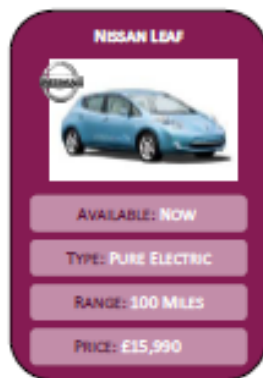 NISSAN LEAF
NISSAN
AVAILABLE: NOW
TYPE: PURE ELECTRIC
RANGE: 100 MILES
PRICE: £15,990